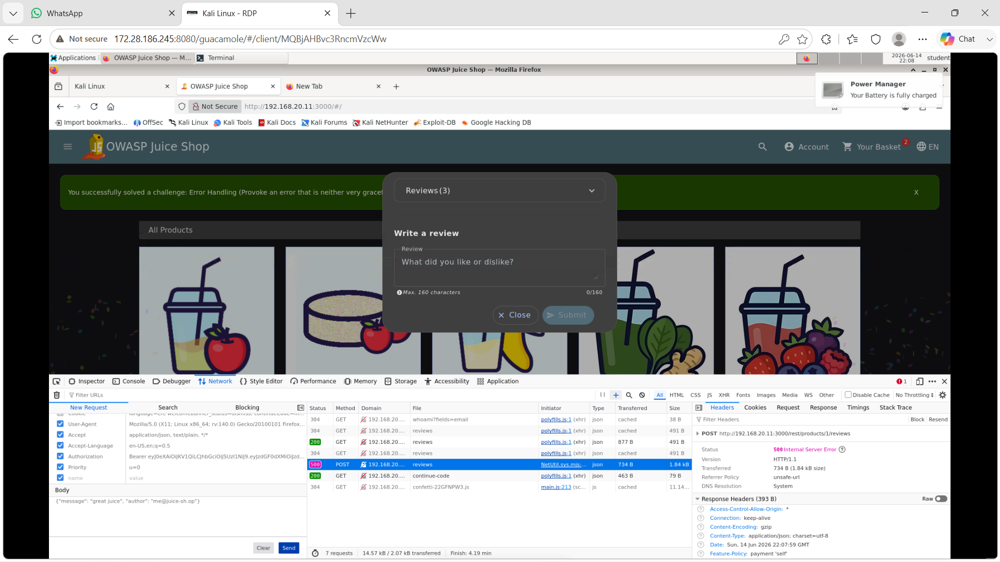 WhatsApp
Kali Linux - RDP
Not secure 172.28.186.245:8080/guacamole/#/client/MQBjAHBvc3RncmVzcWw
Chat
Applications OWASP Juice Shop — M... Terminal
2026-06-14
22:08
student
OWASP Juice Shop — Mozilla Firefox
Kali Linux OWASP Juice Shop New Tab
Power Manager
Your Battery is fully charged
Not Secure http://192.168.20.11:3000/#/
Import bookmarks... OffSec Kali Linux Kali Tools Kali Docs Kali Forums Kali NetHunter Exploit-DB Google Hacking DB
OWASP Juice Shop
Account Your Basket 2 EN
You successfully solved a challenge: Error Handling (Provoke an error that is neither very gracef
X
Reviews (3)
All Products
Write a review
Review
What did you like or dislike?
Max. 160 characters 0/160
Close Submit
Inspector Console Debugger Network Style Editor Performance Memory Storage Accessibility Application 1
Filter URLs
All HTML CSS JS XHR Fonts Images Media WS Other Disable Cache No Throttling
New Request Search Blocking
Status Method Domain File Initiator Type Transferred Size
Headers Cookies Request Response Timings Stack Trace
User-Agent Mozilla/5.0 (X11; Linux x86_64; rv:140.0) Gecko/20100101 Firefox...
Accept application/json, text/plain, */*
Accept-Language en-US,en;q=0.5
Authorization Bearer eyJ0eXAiOiJKV1QiLCJhbGciOiJSUzI1NiJ9.eyJzdGF0dXMiOiJzd...
Priority u=0
name value
Body
{"message": "great juice", "author": "me@juice-sh.op"}
Clear Send
304 GET 192.168.20.... whoami?fields=email polyfills.js:1 (xhr) json cached 38 B
304 GET 192.168.20.... reviews polyfills.js:1 (xhr) json cached 491 B
200 GET 192.168.20.... reviews polyfills.js:1 (xhr) json 877 B 491 B
304 GET 192.168.20.... reviews polyfills.js:1 (xhr) json cached 491 B
500 POST 192.168.20.... reviews NetUtil.sys.mjs:... json 734 B 1.84 kB
200 GET 192.168.20.... continue-code polyfills.js:1 (xhr) json 463 B 79 B
304 GET 192.168.20.... confetti-22GFNPW3.js main.js:213 (sc... js cached 11.14...
7 requests 14.57 kB / 2.07 kB transferred Finish: 4.19 min
Filter Headers Block Resend
POST http://192.168.20.11:3000/rest/products/1/reviews
Status 500 Internal Server Error
Version HTTP/1.1
Transferred 734 B (1.84 kB size)
Referrer Policy unsafe-url
DNS Resolution System
Response Headers (393 B) Raw
Access-Control-Allow-Origin: *
Connection: keep-alive
Content-Encoding: gzip
Content-Type: application/json; charset=utf-8
Date: Sun, 14 Jun 2026 22:07:59 GMT
Feature-Policy: payment 'self'